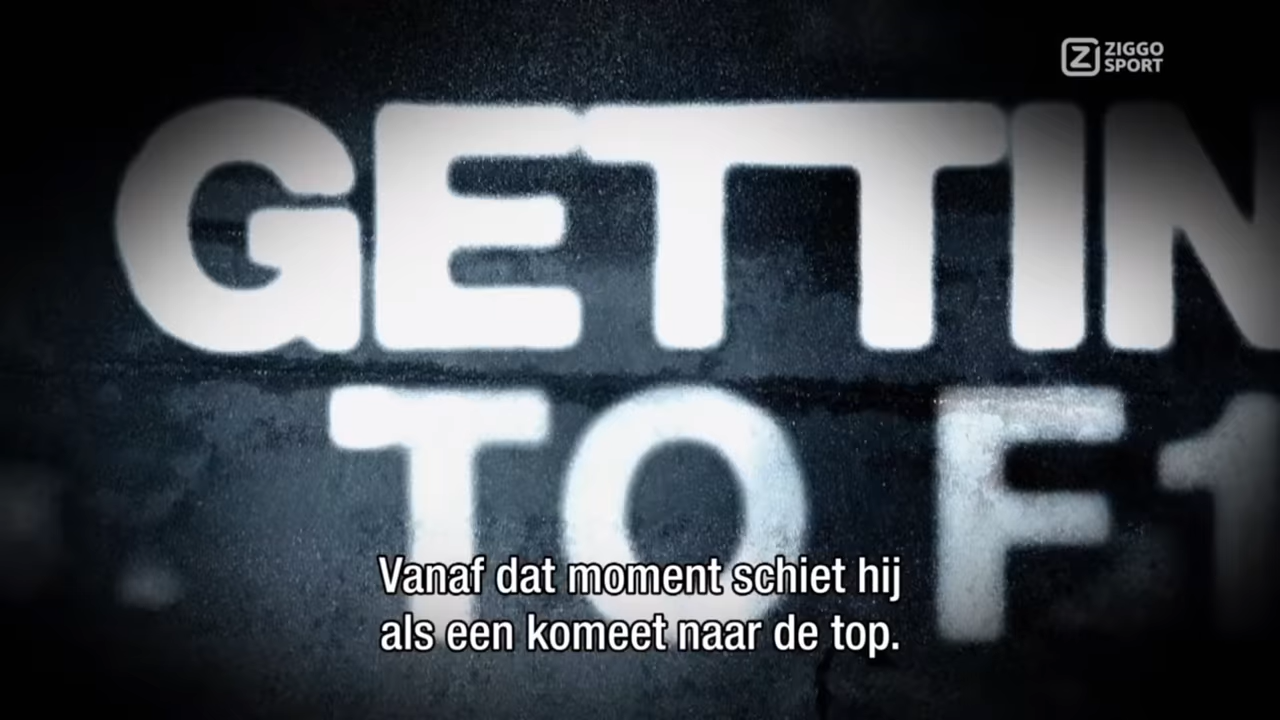 ZIGGO
SPORT
GETTIN
TO F1
Vanaf dat moment schiet hij
als een komeet naar de top.